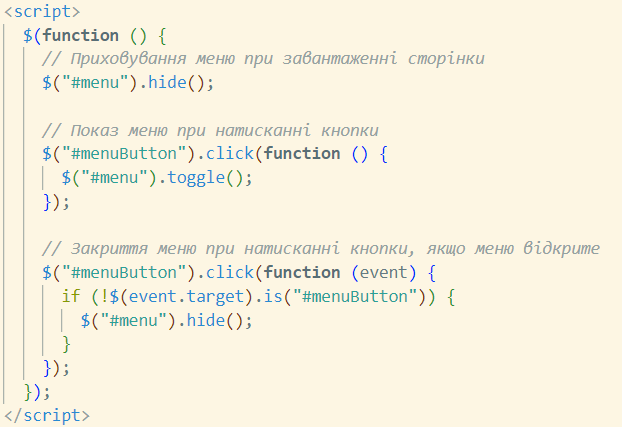 <script>
$(function () {
// Приховування меню при завантаженні сторінки
$("#menu").hide();
// Показ меню при натисканні кнопки
$("#menuButton").click(function () {
$("#menu").toggle();
});
// Закриття меню при натисканні кнопки, якщо меню відкрите
$("#menuButton").click(function (event) {
if (!$(event.target).is("#menuButton")) {
$("#menu").hide();
}
});
});
</script>